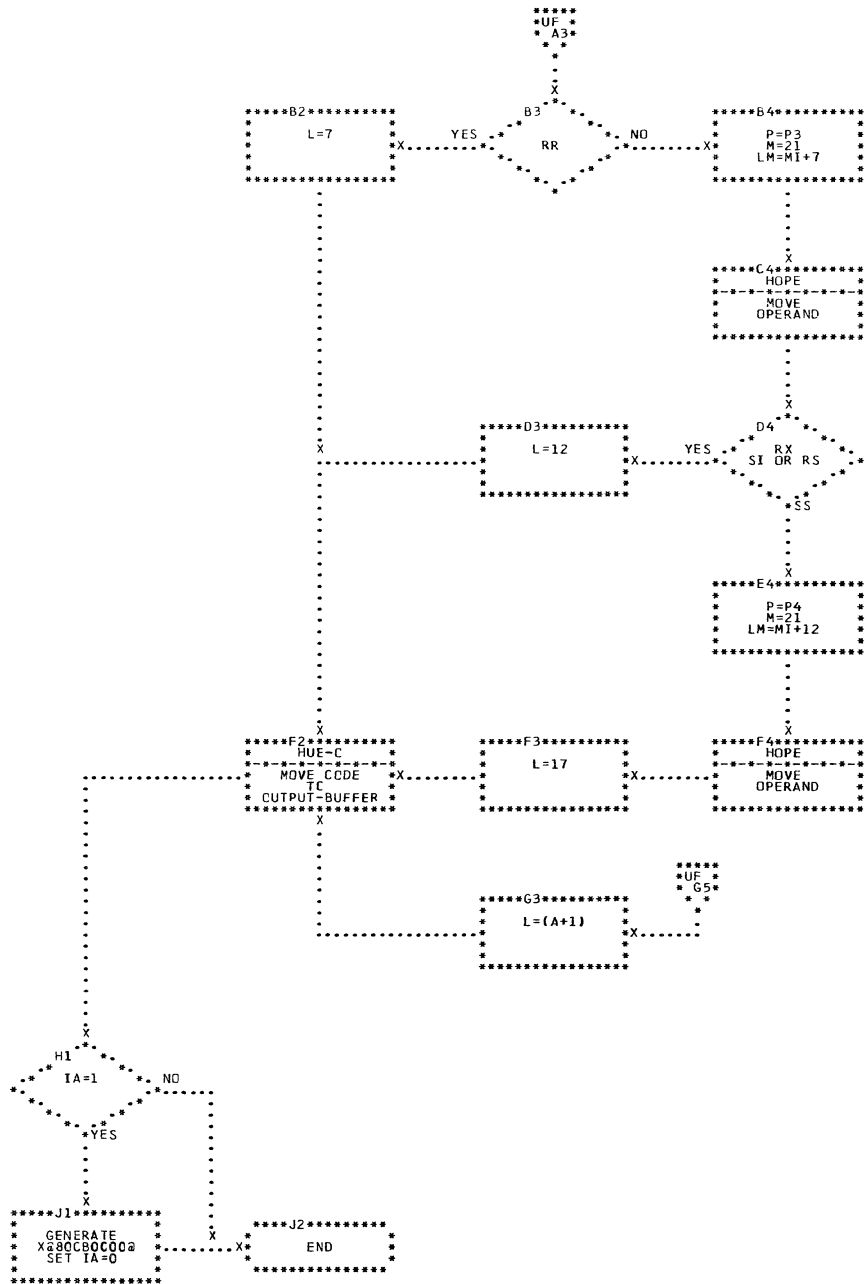 UF
A3
B2
L=7
YES
B3
RR
NO
B4
P=P3
M=21
LM=MI+7
C4
HOPE
MOVE
OPERAND
D3
L=12
YES
D4
RX
SI OR RS
SS
E4
P=P4
M=21
LM=MI+12
F2
HUE-C
MOVE CODE
TC
CUTPUT-BUFFER
F3
L=17
F4
HOPE
MOVE
OPERAND
UF
G5
G3
L=(A+1)
H1
IA=1
NO
YES
J1
GENERATE
X@80CB0C00@
SET IA=0
J2
END